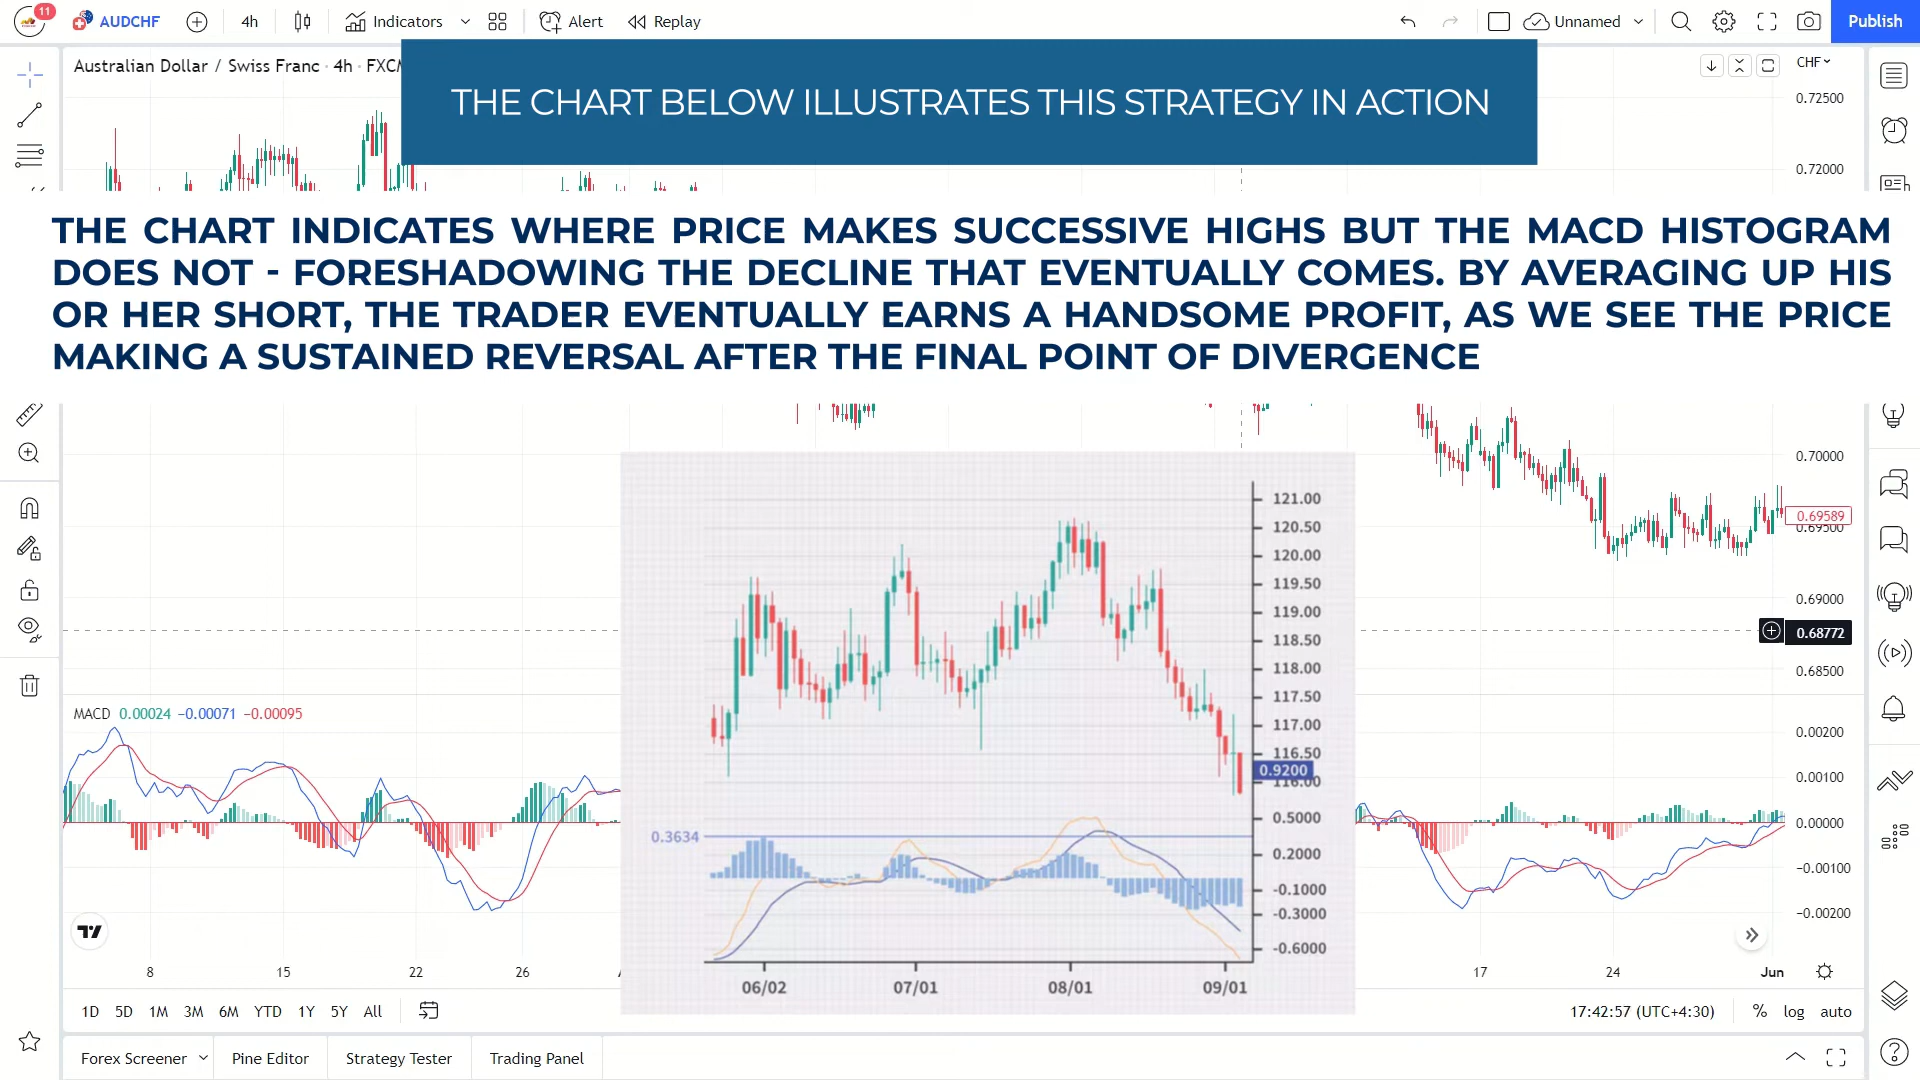 11
AUDCHF
4h
Indicators
Alert
Replay
Unnamed
Publish
Australian Dollar / Swiss Franc · 4h · FXCM
THE CHART BELOW ILLUSTRATES THIS STRATEGY IN ACTION
CHF
0.72500
0.72000
THE CHART INDICATES WHERE PRICE MAKES SUCCESSIVE HIGHS BUT THE MACD HISTOGRAM
DOES NOT - FORESHADOWING THE DECLINE THAT EVENTUALLY COMES. BY AVERAGING UP HIS
OR HER SHORT, THE TRADER EVENTUALLY EARNS A HANDSOME PROFIT, AS WE SEE THE PRICE
MAKING A SUSTAINED REVERSAL AFTER THE FINAL POINT OF DIVERGENCE
0.70000
0.69589
0.69500
0.69000
0.68772
0.68500
121.00
120.50
120.00
119.50
119.00
118.50
118.00
117.50
117.00
116.50
0.9200
116.00
0.5000
0.3634
0.2000
-0.1000
-0.3000
-0.6000
06/02
07/01
08/01
09/01
MACD 0.00024 −0.00071 −0.00095
0.00200
0.00100
0.00000
−0.00100
−0.00200
8
15
22
26
17
24
Jun
1D 5D 1M 3M 6M YTD 1Y 5Y All
17:42:57 (UTC+4:30)
% log auto
Forex Screener
Pine Editor
Strategy Tester
Trading Panel